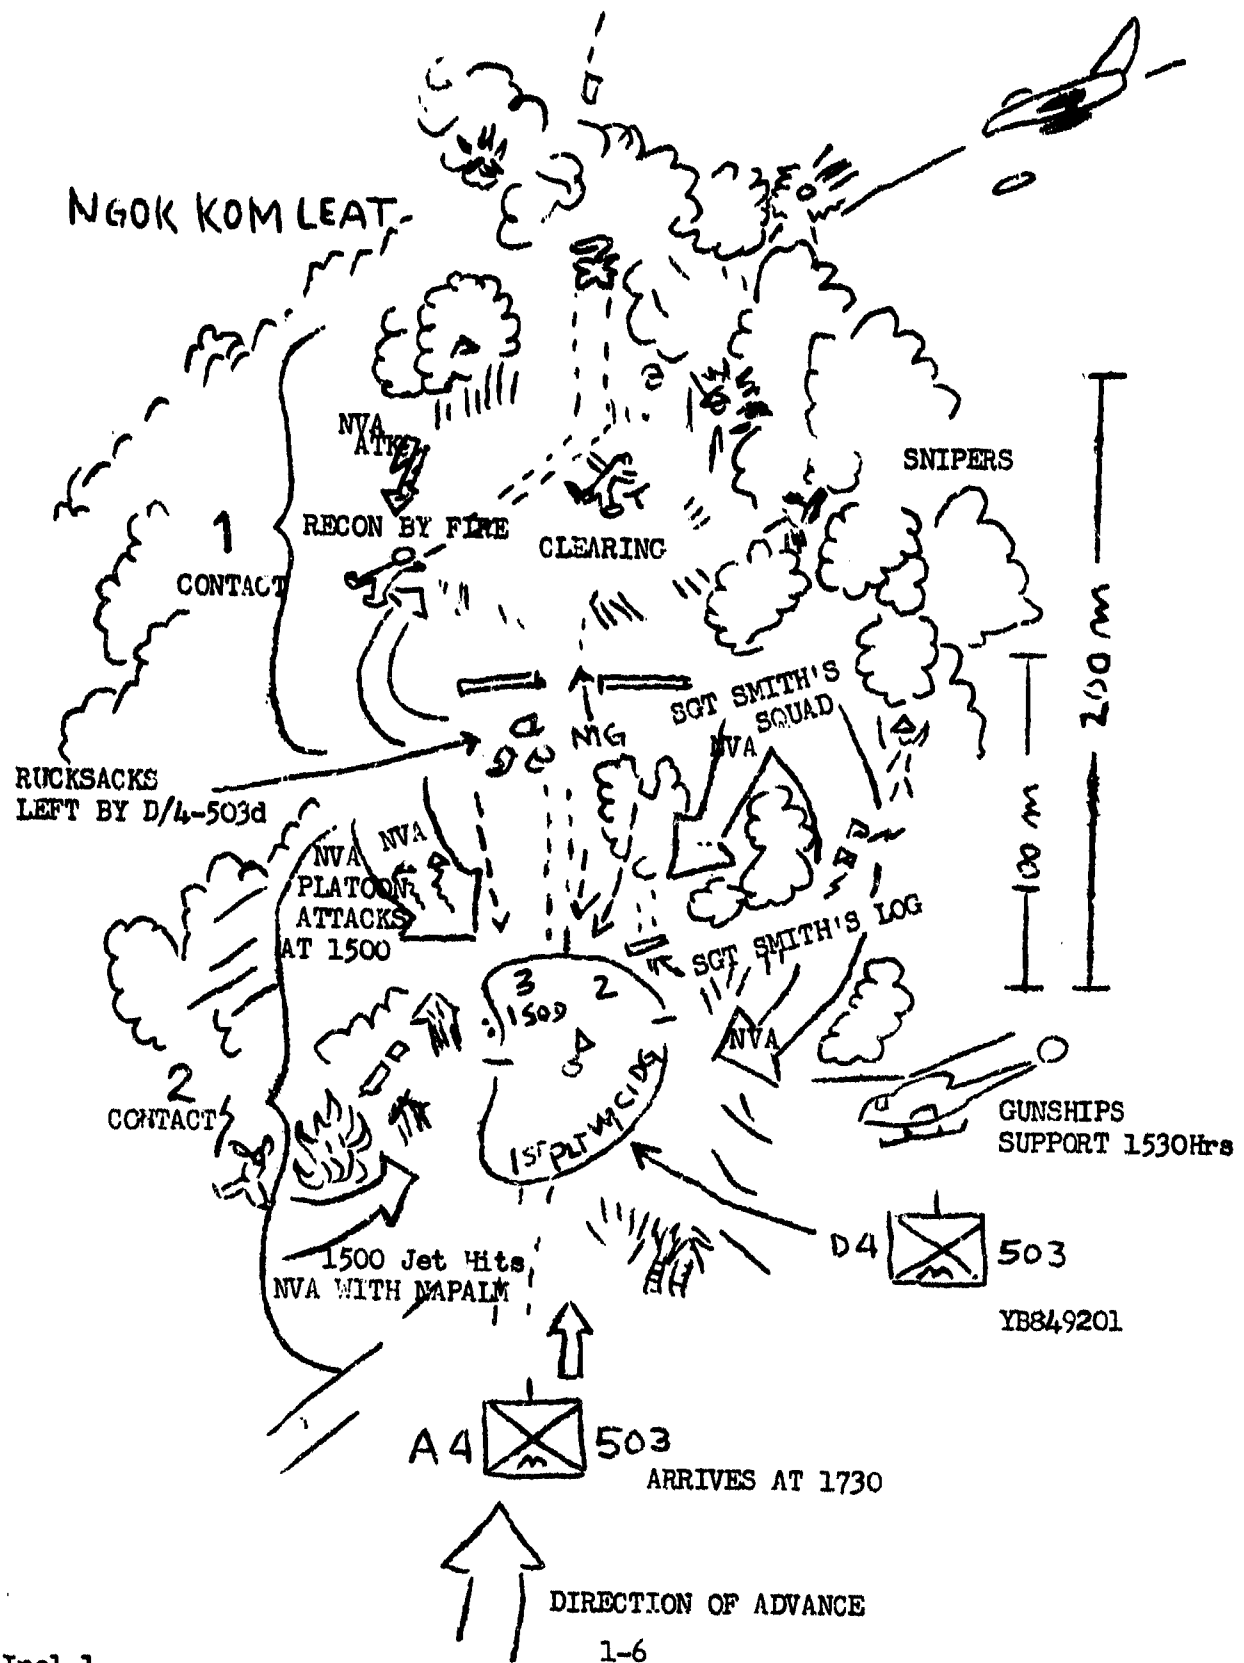 NGOK KOM LEAT
NVA
ATK
SNIPERS
RECON BY FIRE
CLEARING
1
CONTACT
200 m
SGT SMITH'S
SQUAD
MG
NVA
RUCKSACKS
LEFT BY D/4-503d
100 m
NVA
NVA
PLATOON
ATTACKS
AT 1500
SGT SMITH'S LOG
3
2
1500
NVA
2
CONTACT
1ST PLT W/CIDG
GUNSHIPS
SUPPORT 1530Hrs
D4
503
1500 Jet Hits
NVA WITH NAPALM
YB849201
A4
503
ARRIVES AT 1730
DIRECTION OF ADVANCE
1-6